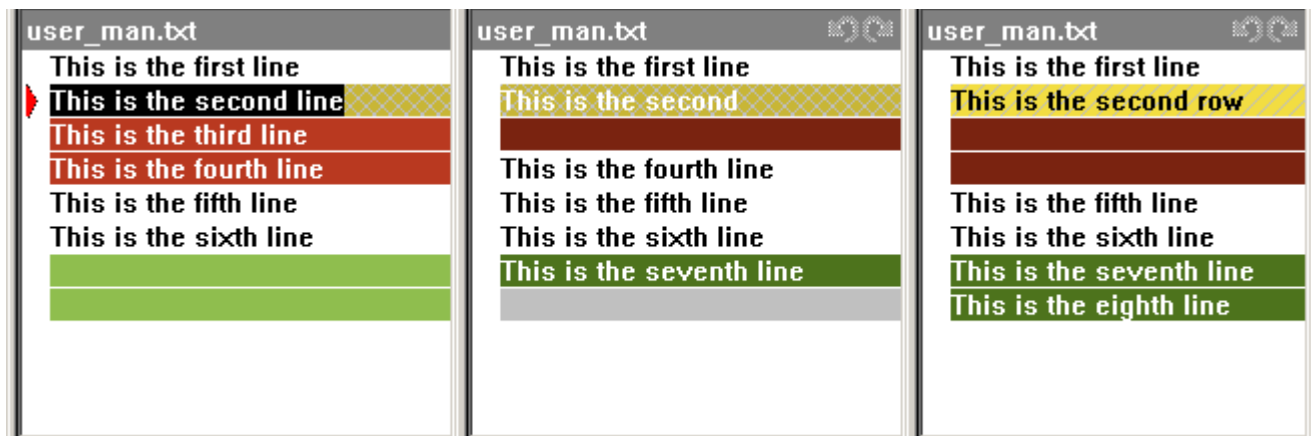 user_man.txt
This is the first line
This is the second line
This is the third line
This is the fourth line
This is the fifth line
This is the sixth line
user_man.txt
This is the first line
This is the second
This is the fourth line
This is the fifth line
This is the sixth line
This is the seventh line
user_man.txt
This is the first line
This is the second row
This is the fifth line
This is the sixth line
This is the seventh line
This is the eighth line